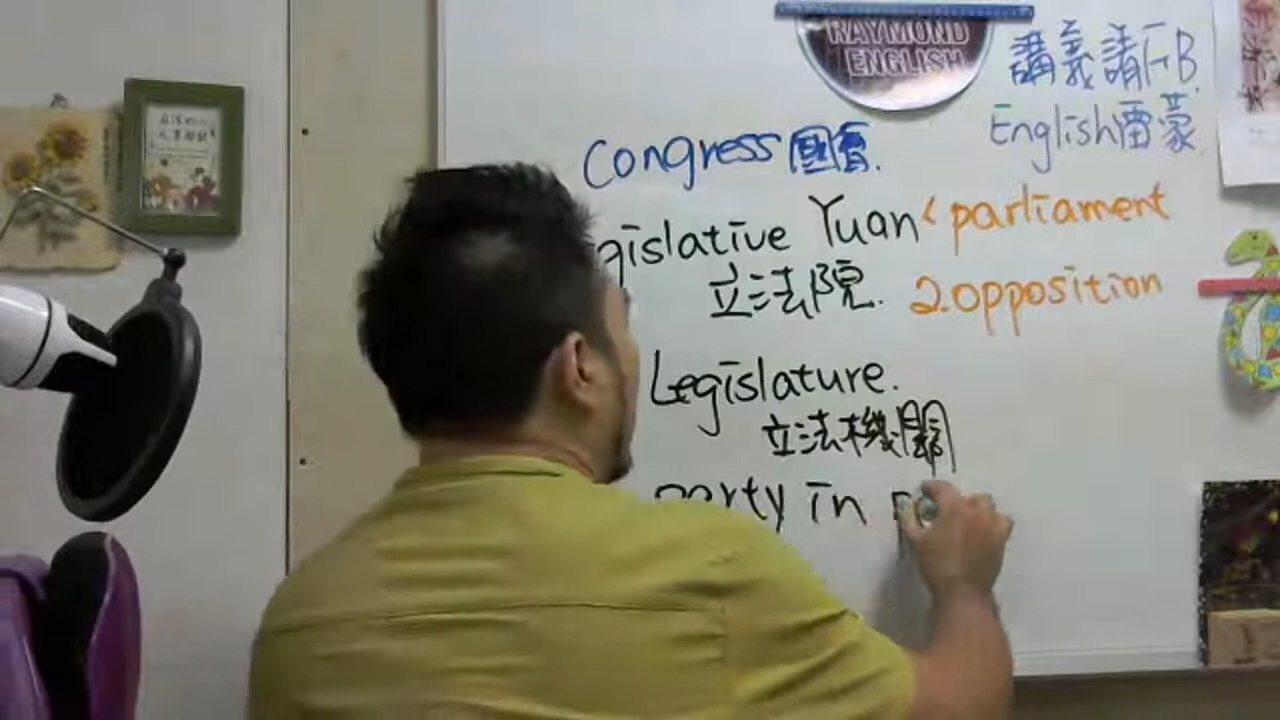 RAYMOND
ENGLISH
講義請FB
English雷蒙
Congress 國會.
gislative Yuan < parliament
立法院. 2.opposition
Legislature.
立法機關
party in